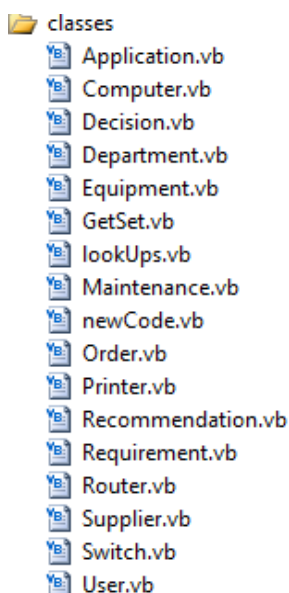 classes
Application.vb
Computer.vb
Decision.vb
Department.vb
Equipment.vb
GetSet.vb
lookUps.vb
Maintenance.vb
newCode.vb
Order.vb
Printer.vb
Recommendation.vb
Requirement.vb
Router.vb
Supplier.vb
Switch.vb
User.vb